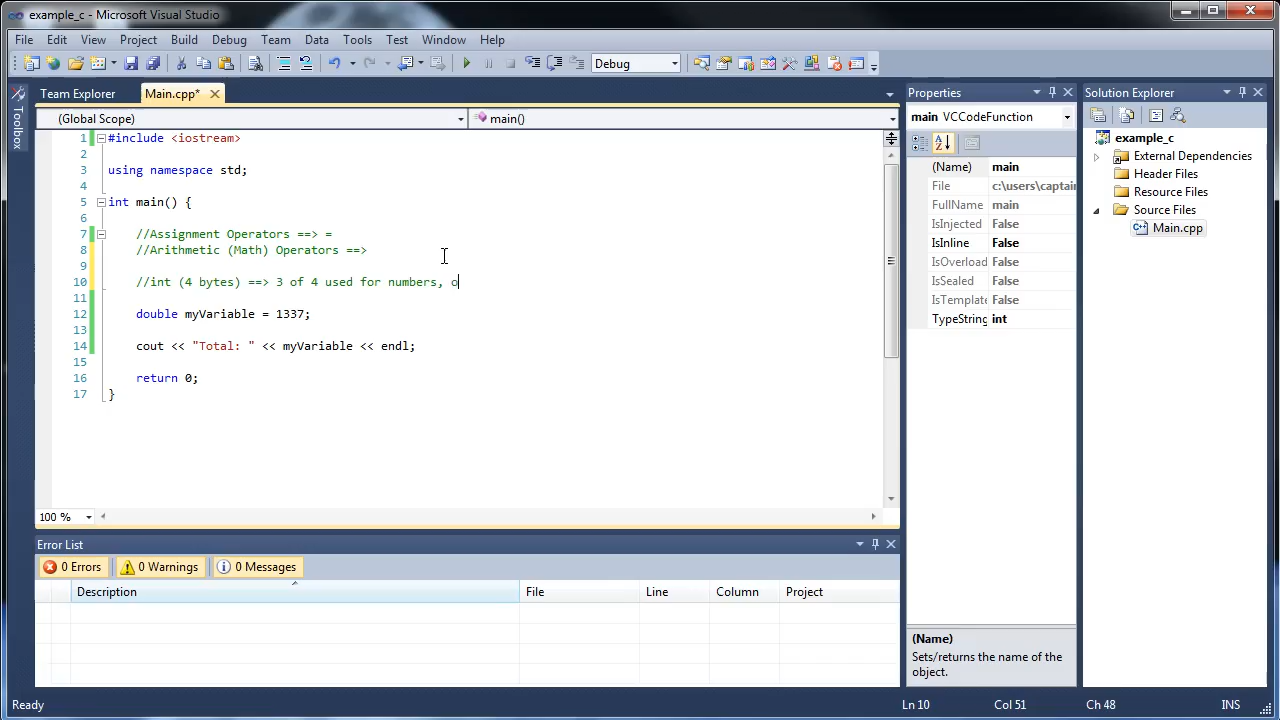 example_c - Microsoft Visual Studio
File Edit View Project Build Debug Team Data Tools Test Window Help
Debug
Toolbox
Team Explorer Main.cpp*
(Global Scope) main()
1 #include <iostream>
2
3 using namespace std;
4
5 int main() {
6
7 //Assignment Operators ==> =
8 //Arithmetic (Math) Operators ==>
9
10 //int (4 bytes) ==> 3 of 4 used for numbers, o
11
12 double myVariable = 1337;
13
14 cout << "Total: " << myVariable << endl;
15
16 return 0;
17 }
100 %
Error List
0 Errors 0 Warnings 0 Messages
Description File Line Column Project
Properties
main VCCodeFunction
(Name) main
File c:\users\captain
FullName main
IsInjected False
IsInline False
IsOverload False
IsSealed False
IsTemplate False
TypeString int
(Name)
Sets/returns the name of the
object.
Solution Explorer
example_c
External Dependencies
Header Files
Resource Files
Source Files
Main.cpp
Ready Ln 10 Col 51 Ch 48 INS